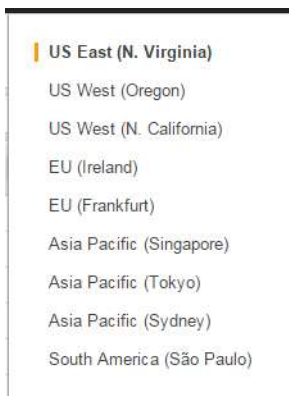 US East (N. Virginia)
US West (Oregon)
US West (N. California)
EU (Ireland)
EU (Frankfurt)
Asia Pacific (Singapore)
Asia Pacific (Tokyo)
Asia Pacific (Sydney)
South America (São Paulo)